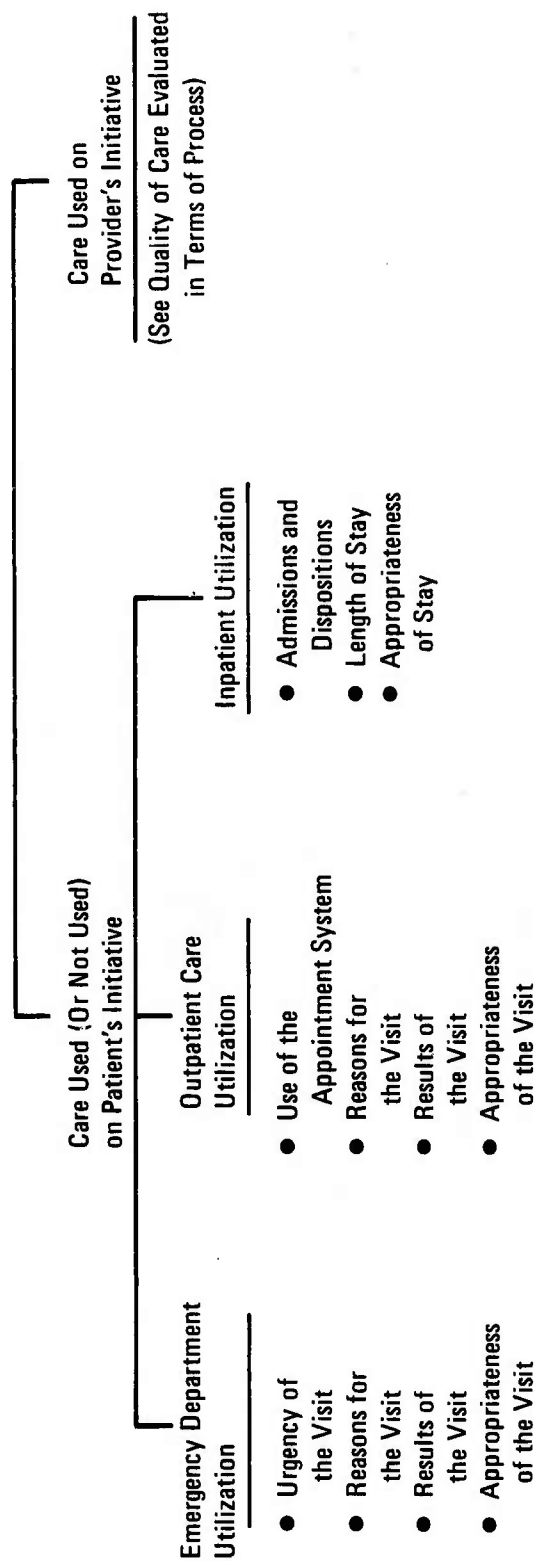 Care Used (Or Not Used)
on Patient's Initiative
Care Used on
Provider's Initiative
(See Quality of Care Evaluated
in Terms of Process)
Emergency Department
Utilization
● Urgency of
the Visit
● Reasons for
the Visit
● Results of
the Visit
● Appropriateness
of the Visit
Outpatient Care
Utilization
● Use of the
Appointment System
● Reasons for
the Visit
● Results of
the Visit
● Appropriateness
of the Visit
Inpatient Utilization
● Admissions and
Dispositions
● Length of Stay
● Appropriateness
of Stay